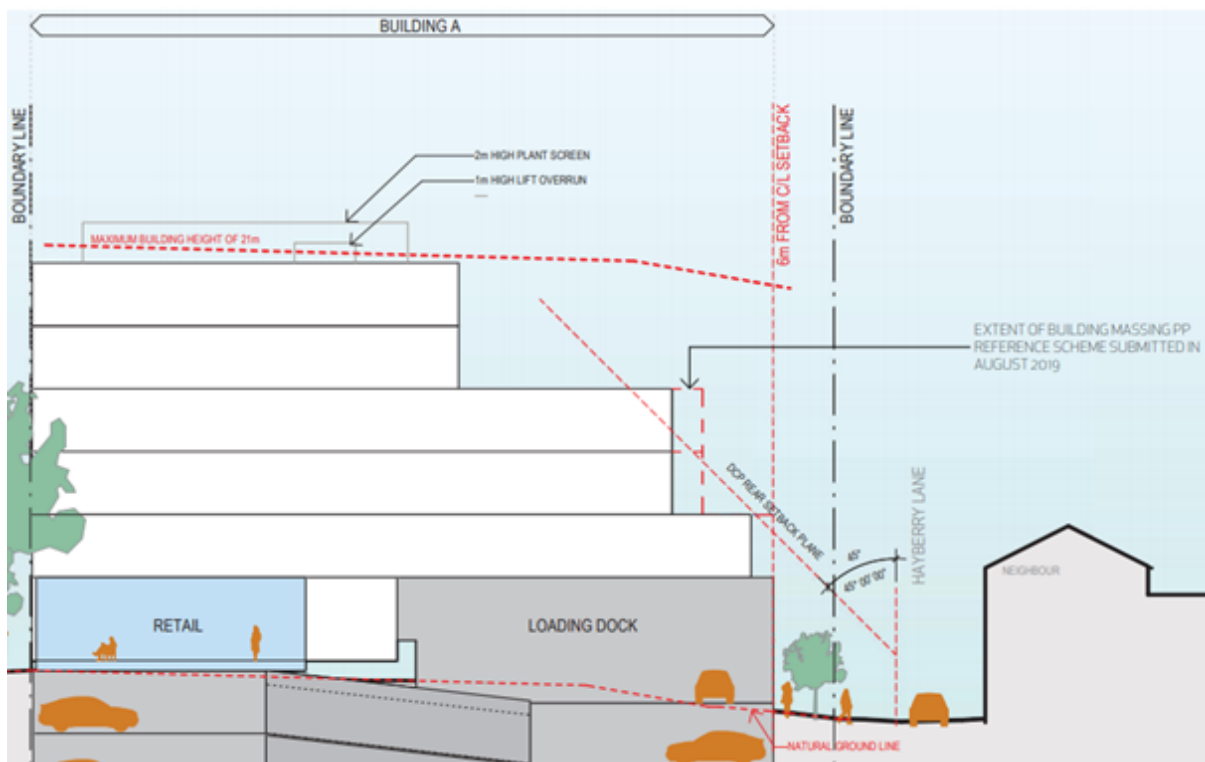 BUILDING A
BOUNDARY LINE
6m FROM C/L SETBACK
BOUNDARY LINE
2m HIGH PLANT SCREEN
1m HIGH LIFT OVERRUN
MAXIMUM BUILDING HEIGHT OF 21m
EXTENT OF BUILDING MASSING PP
REFERENCE SCHEME SUBMITTED IN
AUGUST 2019
DCP REAR SETBACK PLANE
45°
45° 00' 00"
HAYBERRY LANE
NEIGHBOUR
RETAIL
LOADING DOCK
NATURAL GROUND LINE